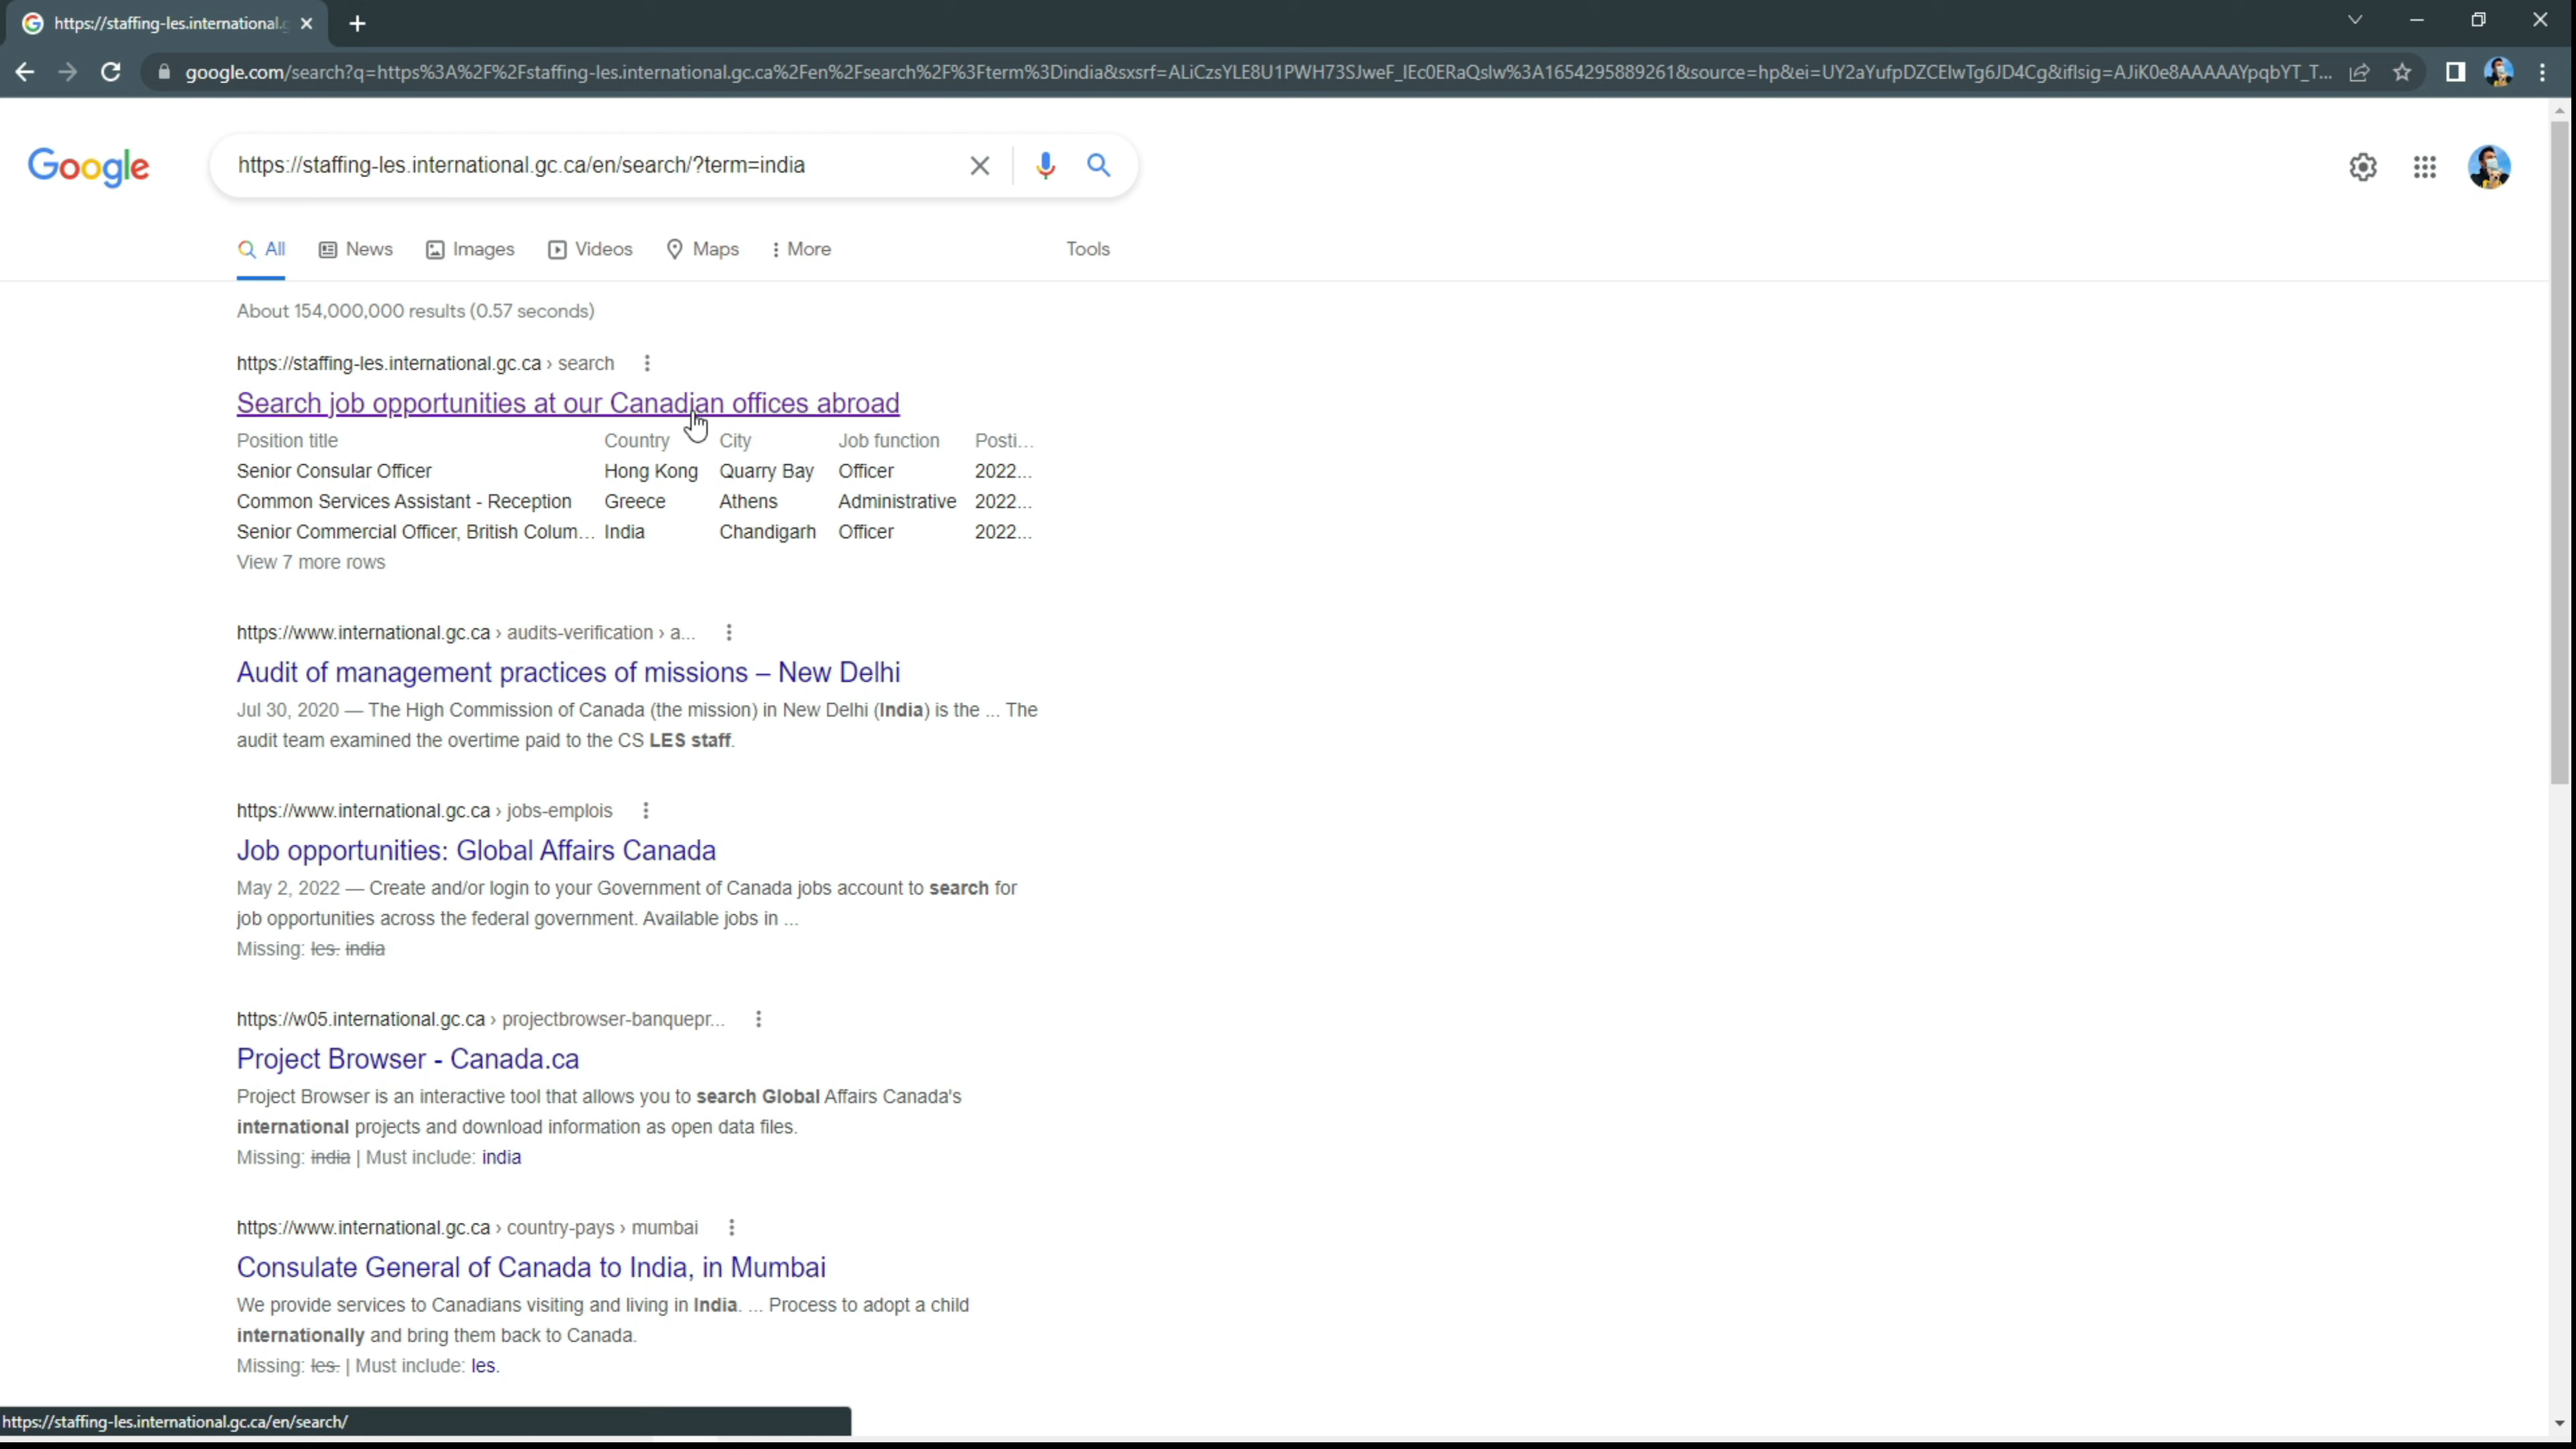 https://staffing-les.international.g
google.com/search?q=https%3A%2F%2Fstaffing-les.international.gc.ca%2Fen%2Fsearch%2F%3Fterm%3Dindia&sxsrf=ALiCzsYLE8U1PWH73SJweF_IEc0ERaQslw%3A1654295889261&source=hp&ei=UY2aYufpDZCElwTg6JD4Cg&iflsig=AJiK0e8AAAAAYpqbYT_T...
Google
https://staffing-les.international.gc.ca/en/search/?term=india
All News Images Videos Maps More Tools
About 154,000,000 results (0.57 seconds)
https://staffing-les.international.gc.ca › search
Search job opportunities at our Canadian offices abroad
Position title Country City Job function Posti...
Senior Consular Officer Hong Kong Quarry Bay Officer 2022...
Common Services Assistant - Reception Greece Athens Administrative 2022...
Senior Commercial Officer, British Colum... India Chandigarh Officer 2022...
View 7 more rows
https://www.international.gc.ca › audits-verification › a...
Audit of management practices of missions – New Delhi
Jul 30, 2020 — The High Commission of Canada (the mission) in New Delhi (India) is the ... The
audit team examined the overtime paid to the CS LES staff.
https://www.international.gc.ca › jobs-emplois
Job opportunities: Global Affairs Canada
May 2, 2022 — Create and/or login to your Government of Canada jobs account to search for
job opportunities across the federal government. Available jobs in ...
Missing: les. india
https://w05.international.gc.ca › projectbrowser-banquepr...
Project Browser - Canada.ca
Project Browser is an interactive tool that allows you to search Global Affairs Canada's
international projects and download information as open data files.
Missing: india | Must include: india
https://www.international.gc.ca › country-pays › mumbai
Consulate General of Canada to India, in Mumbai
We provide services to Canadians visiting and living in India. ... Process to adopt a child
internationally and bring them back to Canada.
Missing: les. | Must include: les.
https://staffing-les.international.gc.ca/en/search/